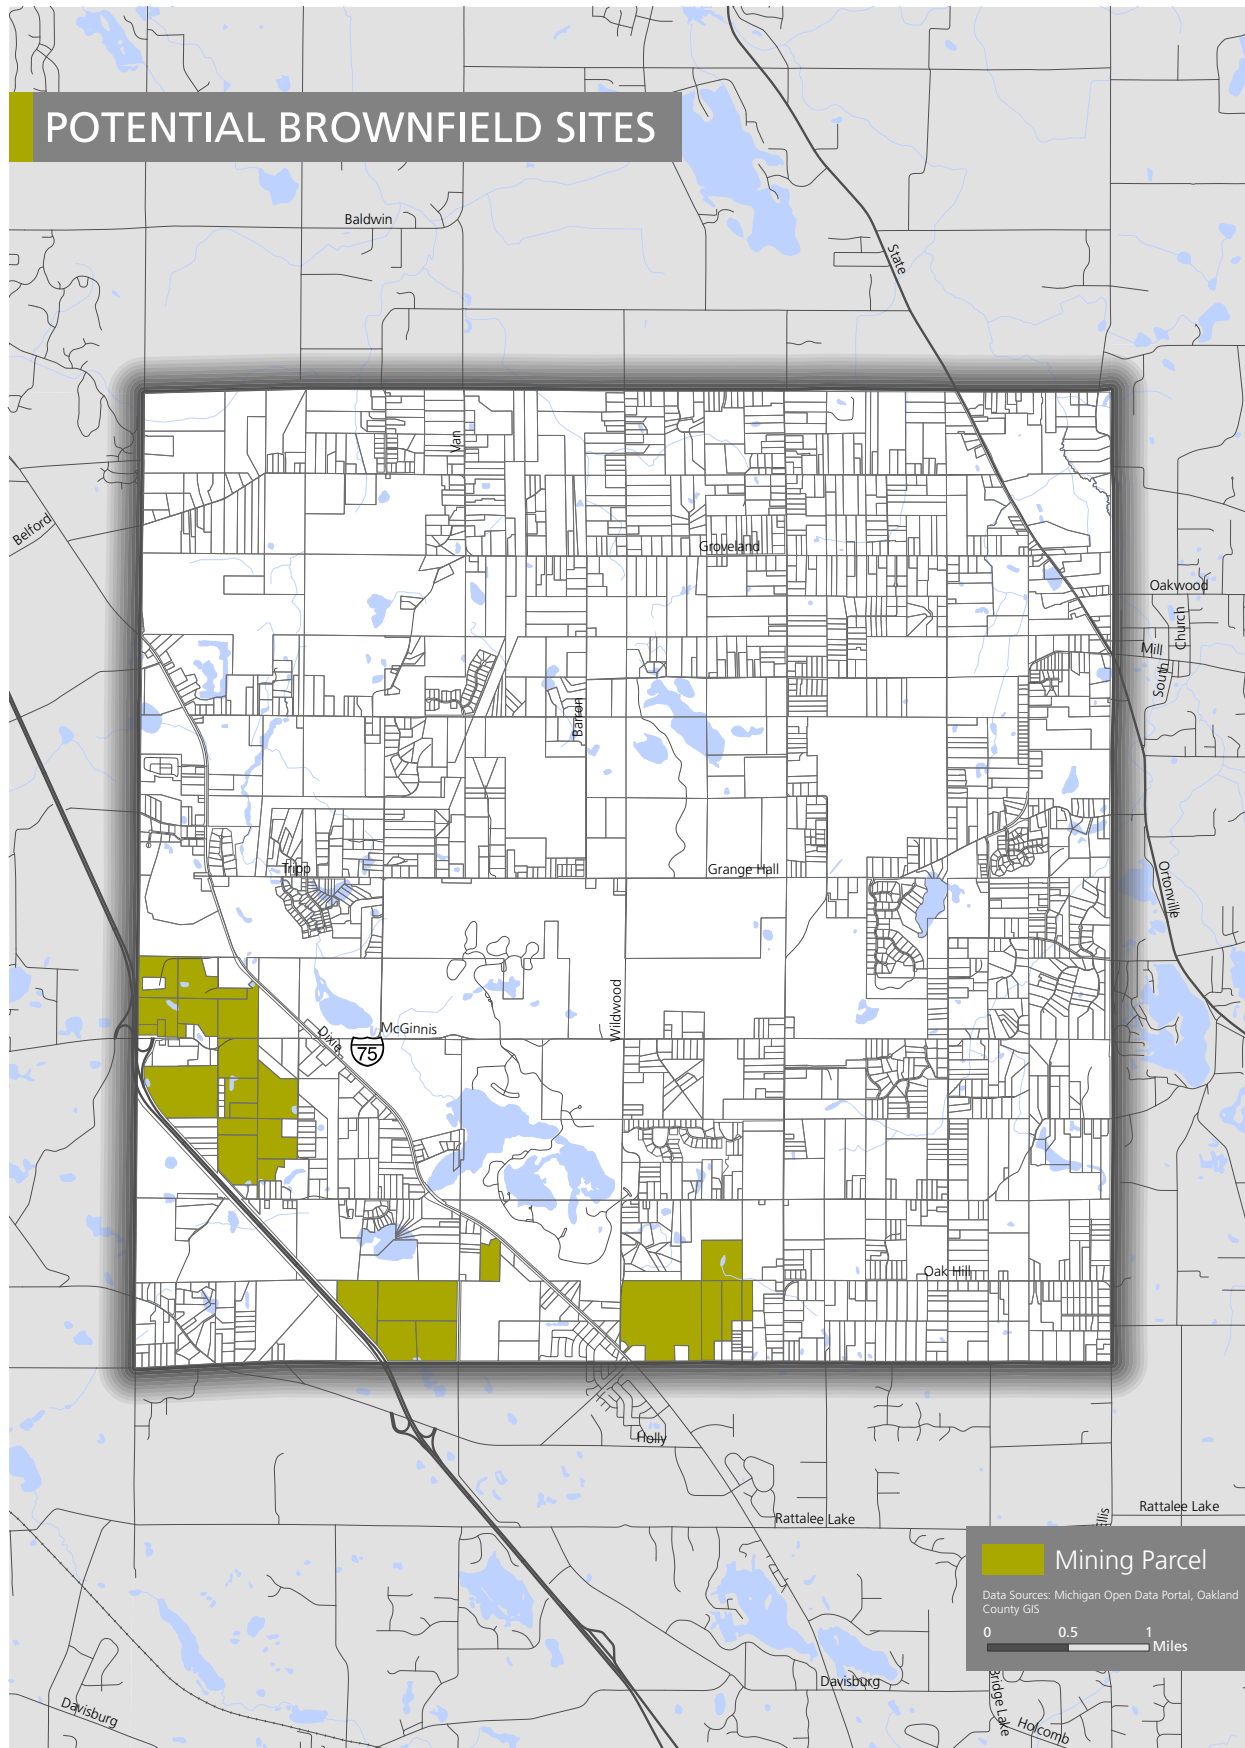 POTENTIAL BROWNFIELD SITES
Baldwin
State
Van
Belford
Groveland
Oakwood
Church
Mill
South
Barron
Tripp
Grange Hall
Ortonville
Wildwood
McGinnis
Dixie
75
Oak Hill
Holly
Rattalee Lake
Rattalee Lake
Ellis
Mining Parcel
Data Sources: Michigan Open Data Portal, Oakland
County GIS
0 0.5 1
Miles
Davisburg
Davisburg
Bridge Lake
Holcomb